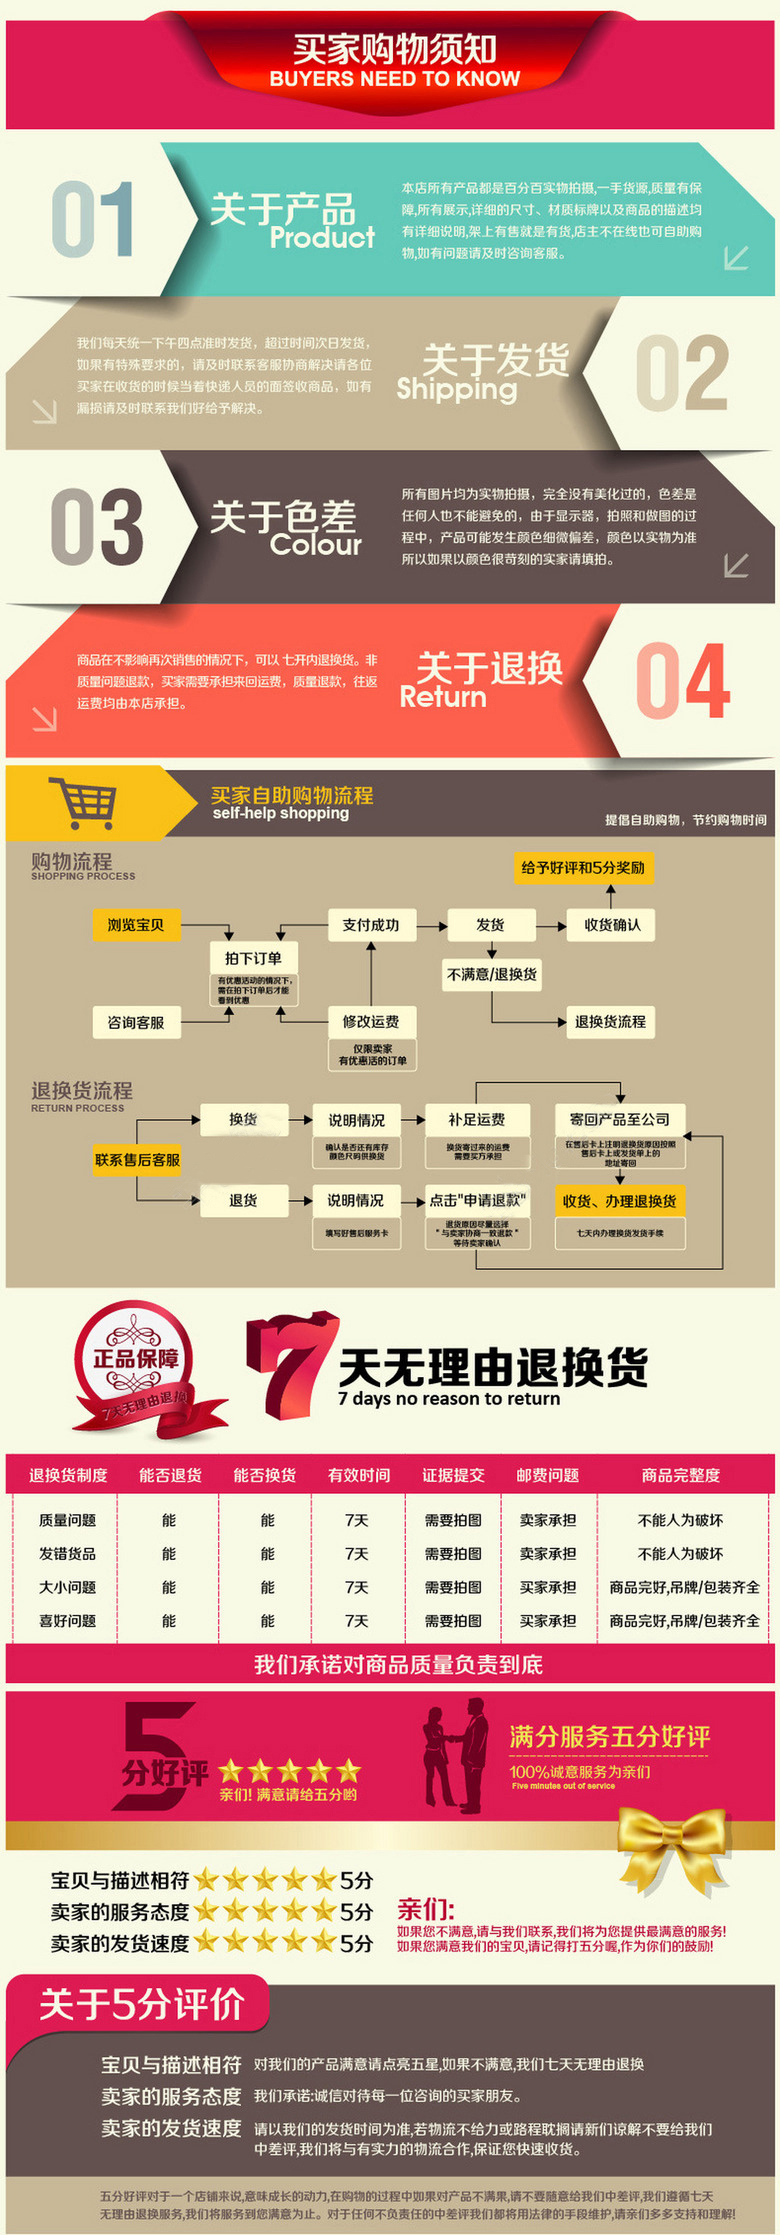 买家购物须知
BUYERS NEED TO KNOW
01
关于产品
Product
本店所有产品都是百分百实物拍摄,一手货源,质量有保
障,所有展示,详细的尺寸、材质标牌以及商品的描述均
有详细说明,架上有售就是有货,店主不在线也可自助购
物,如有问题请及时咨询客服。
我们每天统一下午四点准时发货，超过时间次日发货，
如果有特殊要求的，请及时联系客服协商解决请各位
买家在收货的时候当着快递人员的面签收商品，如有
漏损请及时联系我们好给予解决。
关于发货
Shipping
02
03
关于色差
Colour
所有图片均为实物拍摄，完全没有美化过的，色差是
任何人也不能避免的，由于显示器，拍照和做图的过
程中，产品可能发生颜色细微偏差，颜色以实物为准
所以如果以颜色很苛刻的实家请填拍。
商品在不影响再次销售的情况下，可以 七开内退换货。非
质量问题退款，买家需要承担来回运费，质量退款，往返
运费均由本店承担。
关于退换
Return
04
买家自助购物流程
self-help shopping
提倡自助购物，节约购物时间
购物流程
SHOPPING PROCESS
给予好评和5分奖励
浏览宝贝
支付成功
发货
收货确认
拍下订单
有优惠活动的情况下，
需在拍下订单后才能
看到优惠
不满意/退换货
咨询客服
修改运费
仅限卖家
有优惠活的订单
退换货流程
退换货流程
RETURN PROCESS
换货
说明情况
确认是否还有库存
颜色尺码供换货
补足运费
换货寄过来的运费
需要买方承担
寄回产品至公司
在售后卡上注明退换货原因按照
售后卡上或发货单上的
地址寄回
联系售后客服
退货
说明情况
填写好售后服务卡
点击"申请退款"
退货原因尽量选择
"与卖家协商一致退款"
等待卖家确认
收货、办理退换货
七天内办理换货发货手续
正品保障
7天无理由退换
7天无理由退换货
7 days no reason to return
退换货制度 能否退货 能否换货 有效时间 证据提交 邮费问题 商品完整度
质量问题 能 能 7天 需要拍图 卖家承担 不能人为破坏
发错货品 能 能 7天 需要拍图 卖家承担 不能人为破坏
大小问题 能 能 7天 需要拍图 买家承担 商品完好,吊牌/包装齐全
喜好问题 能 能 7天 需要拍图 买家承担 商品完好,吊牌/包装齐全
我们承诺对商品质量负责到底
5
分好评
亲们! 满意请给五分哟
满分服务五分好评
100%诚意服务为亲们
Five minutes out of service
宝贝与描述相符 5分
卖家的服务态度 5分
卖家的发货速度 5分
亲们:
如果您不满意,请与我们联系,我们将为您提供最满意的服务!
如果您满意我们的宝贝,请记得打五分喔,作为你们的鼓励!
关于5分评价
宝贝与描述相符 对我们的产品满意请点亮五星,如果不满意,我们七天无理由退换
卖家的服务态度 我们承诺:诚信对待每一位咨询的买家朋友。
卖家的发货速度 请以我们的发货时间为准,若物流不给力或路程耽搁请新们谅解不要给我们
中差评,我们将与有实力的物流合作,保证您快速收货。
五分好评对于一个店铺来说,意味成长的动力,在购物的过程中如果对产品不满果,请不要随意给我们中差评,我们遵循七天
无理由退换服务,我们将服务到您满意为止。对于任何不负责任的中差评我们都将用法律的手段维护,请亲们多多支持和理解!